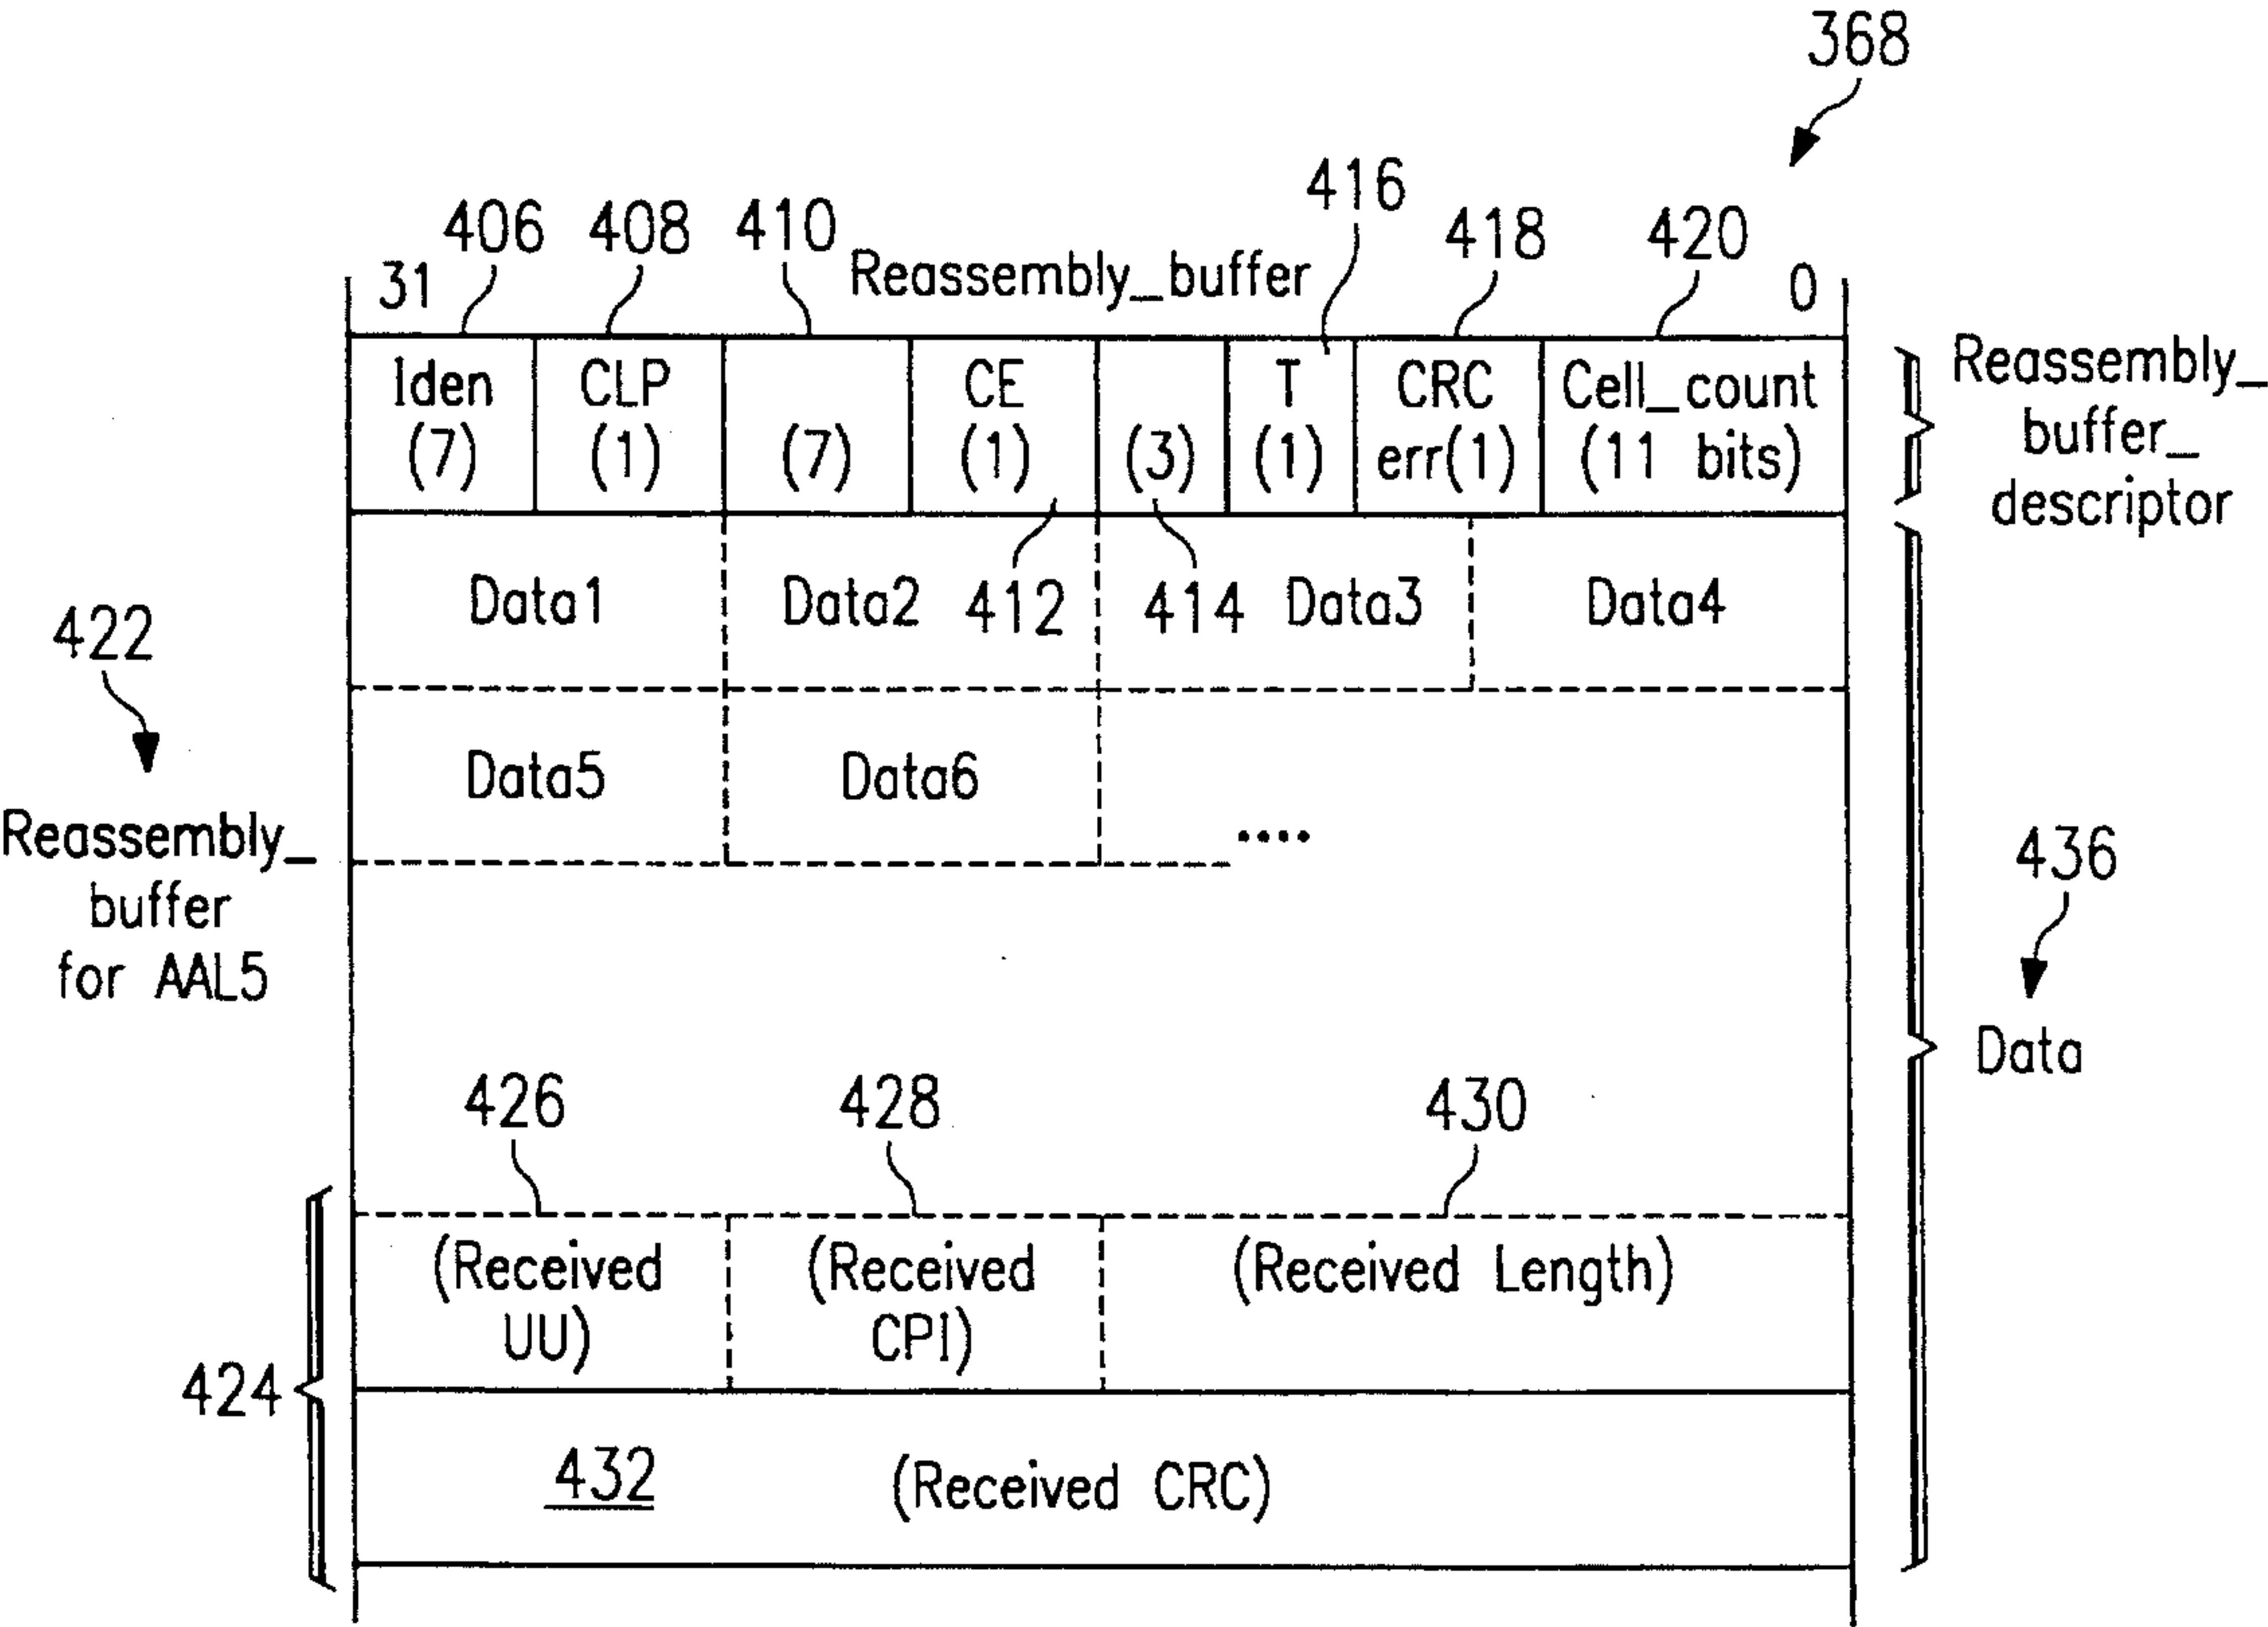 368
416
406 408 410 418 420
31 Reassembly_buffer 0
Iden CLP CE T CRC Cell_count
(7) (1) (7) (1) (3) (1) err(1) (11 bits)
Reassembly_
buffer_
descriptor
Data1 Data2 412 414 Data3 Data4
422
Data5 Data6
....
Reassembly_
buffer
for AAL5
436
Data
426 428 430
(Received (Received (Received Length)
UU) CPI)
424
432 (Received CRC)